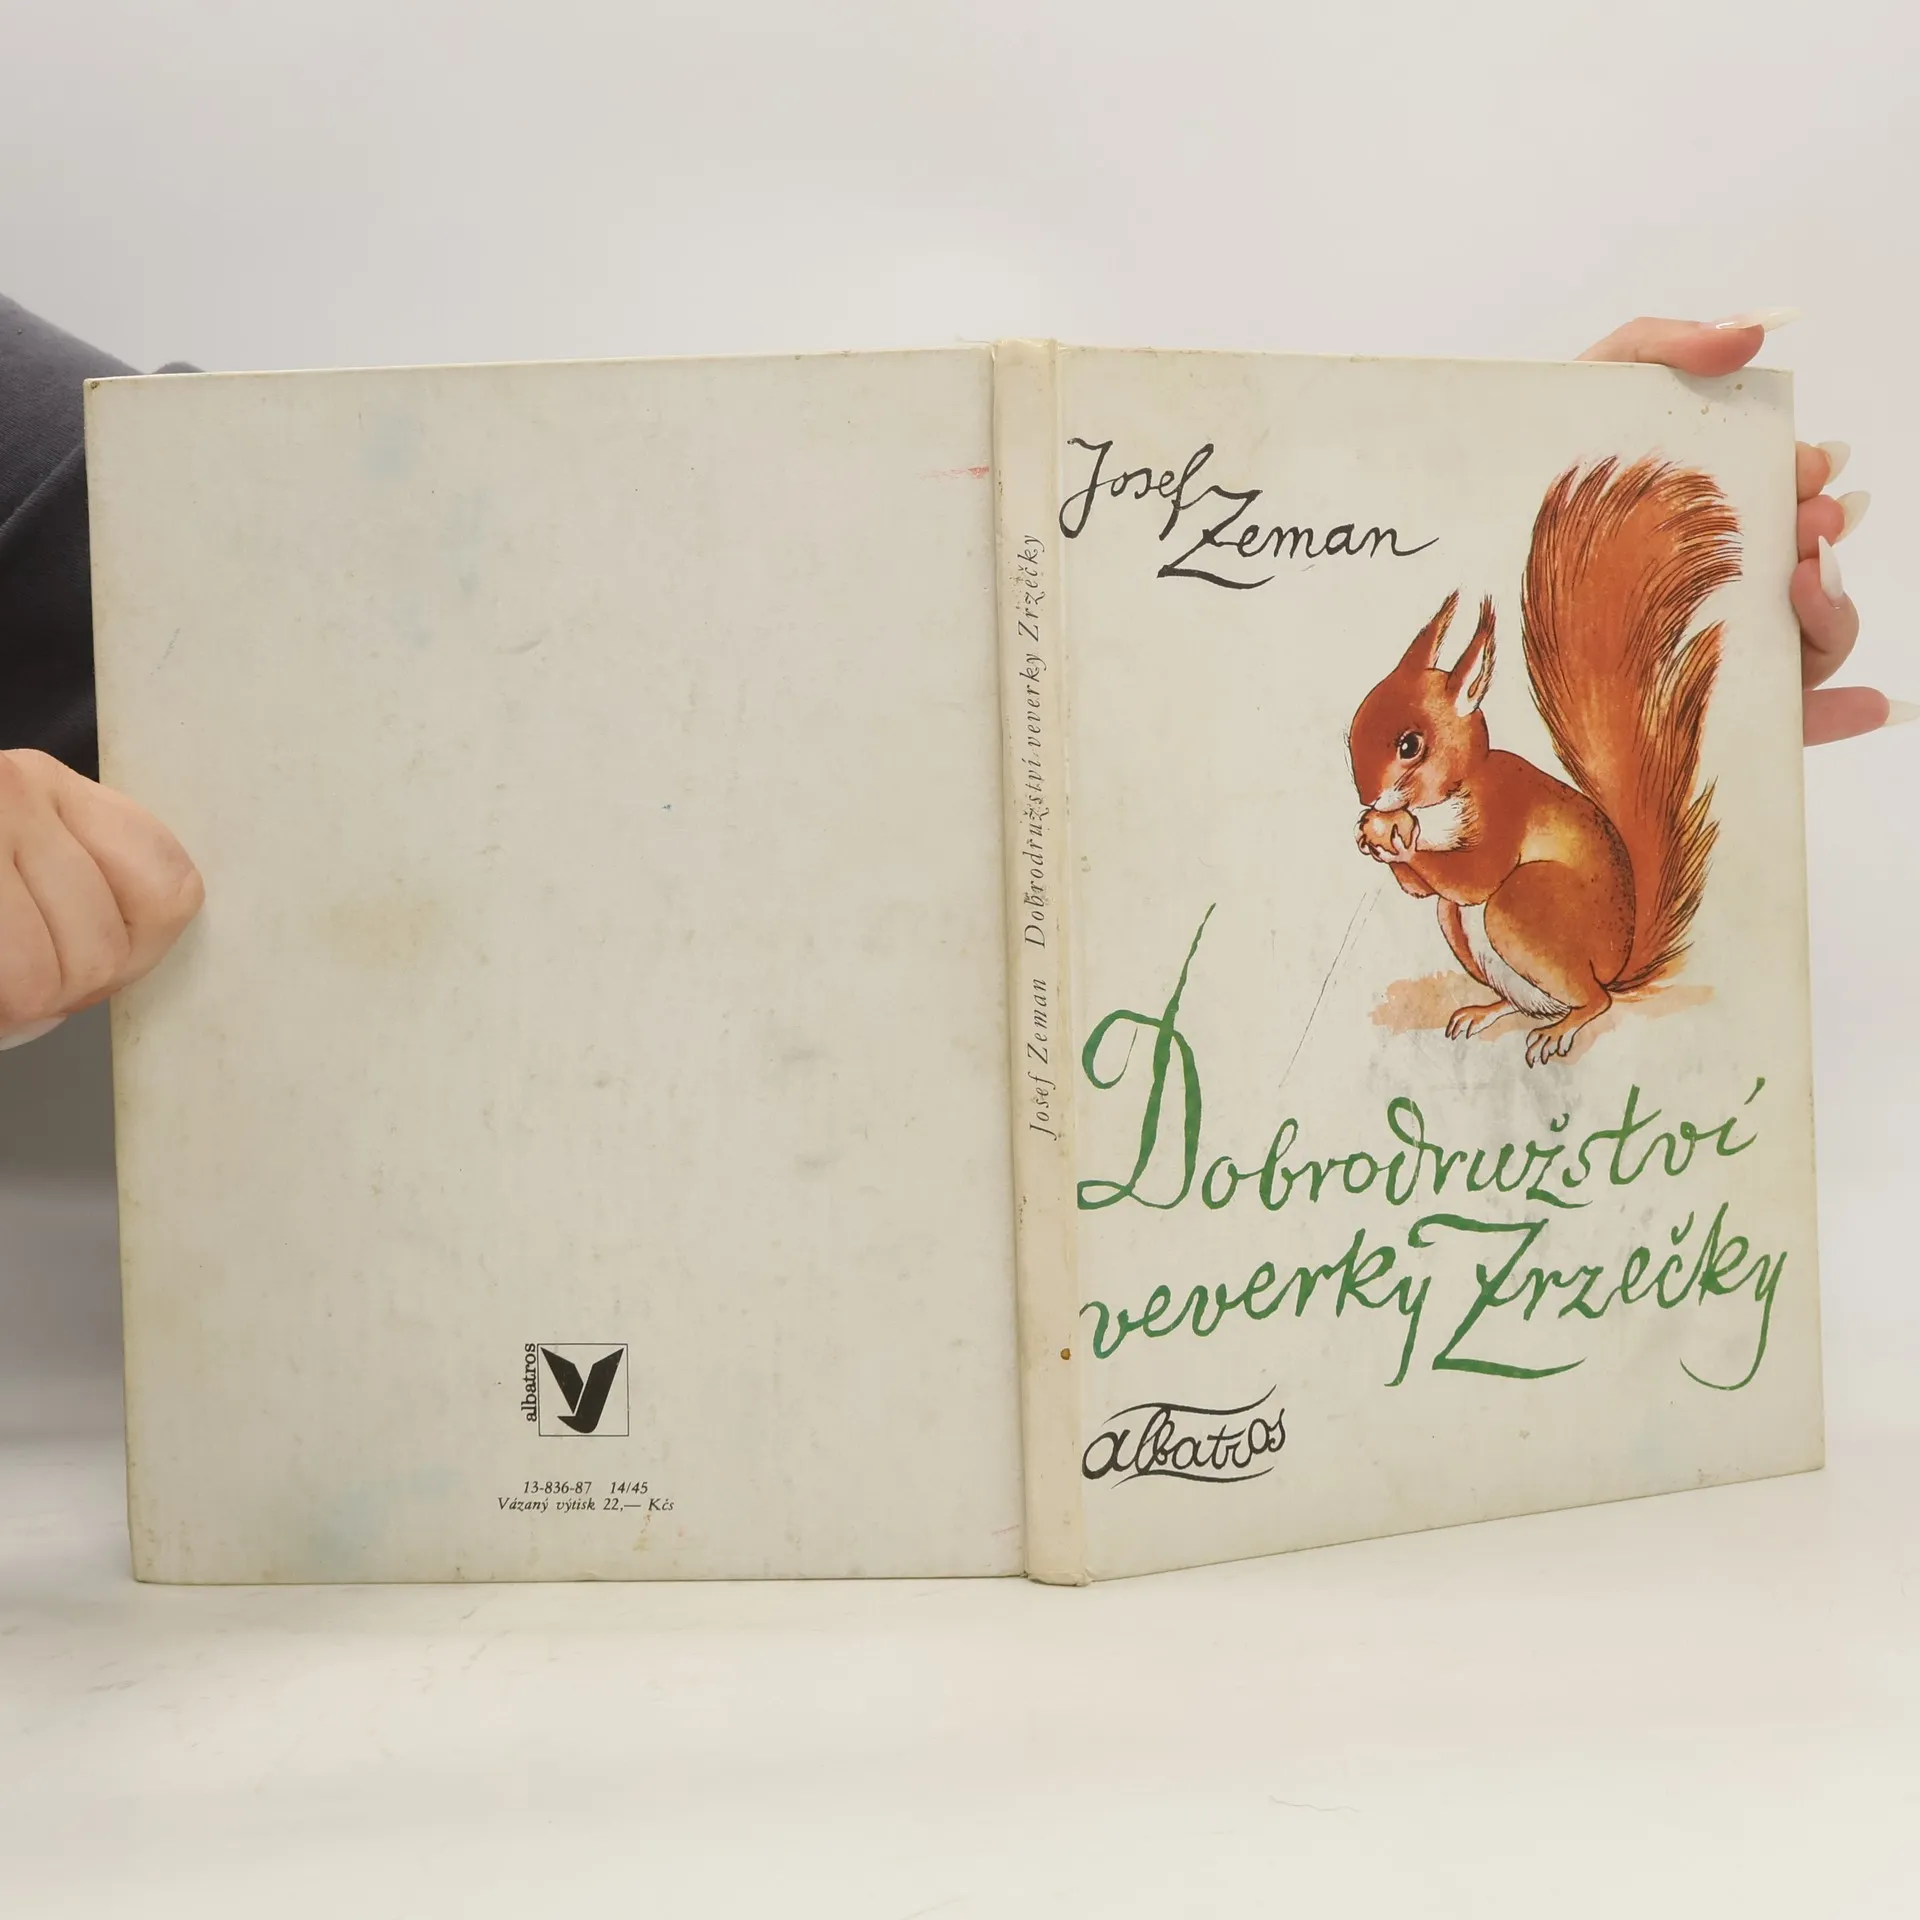 Josef
Zeman
Dobrodružství
veverky Zrzečky
albatros
Josef Zeman Dobrodružství veverky Zrzečky
albatros
13-836-87 14/45
Vázaný výtisk 22,— Kčs